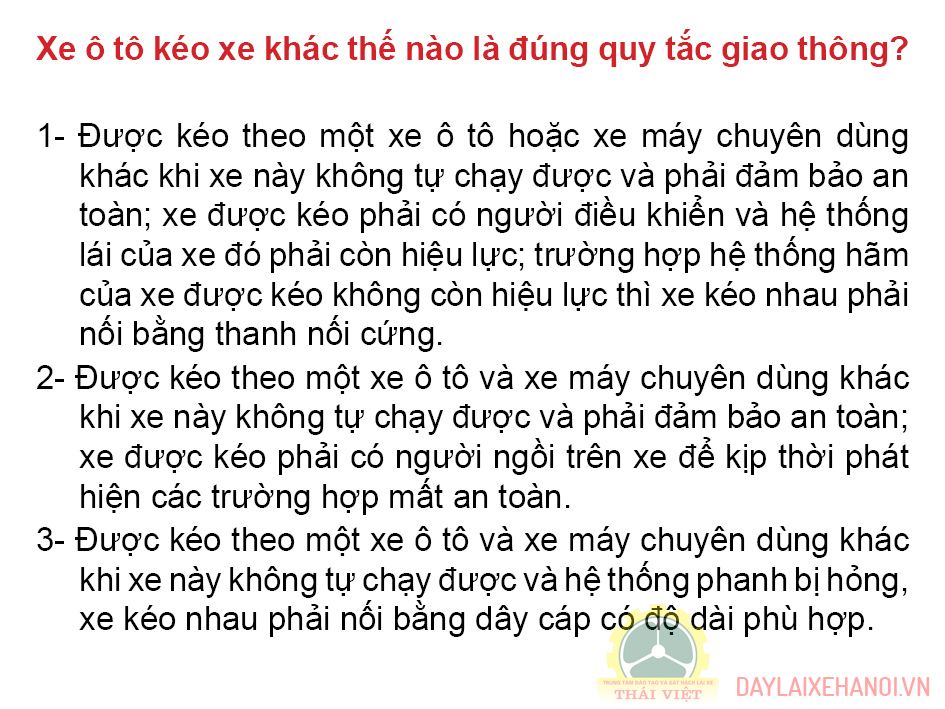 Xe ô tô kéo xe khác thế nào là đúng quy tắc giao thông?
1- Được kéo theo một xe ô tô hoặc xe máy chuyên dùng
khác khi xe này không tự chạy được và phải đảm bảo an
toàn; xe được kéo phải có người điều khiển và hệ thống
lái của xe đó phải còn hiệu lực; trường hợp hệ thống hãm
của xe được kéo không còn hiệu lực thì xe kéo nhau phải
nối bằng thanh nối cứng.
2- Được kéo theo một xe ô tô và xe máy chuyên dùng khác
khi xe này không tự chạy được và phải đảm bảo an toàn;
xe được kéo phải có người ngồi trên xe để kịp thời phát
hiện các trường hợp mất an toàn.
3- Được kéo theo một xe ô tô và xe máy chuyên dùng khác
khi xe này không tự chạy được và hệ thống phanh bị hỏng,
xe kéo nhau phải nối bằng dây cáp có độ dài phù hợp.
TRUNG TÂM ĐÀO TẠO VÀ SÁT HẠCH LÁI XE
THÁI VIỆT
DAYLAIXEHANOI.VN